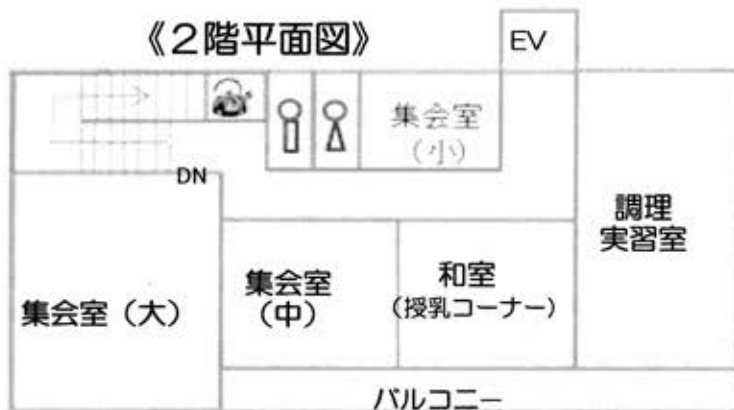 《２階平面図》
EV
集会室
(小)
DN
調理
実習室
集会室（大）
集会室
(中)
和室
(授乳コーナー)
バルコニー